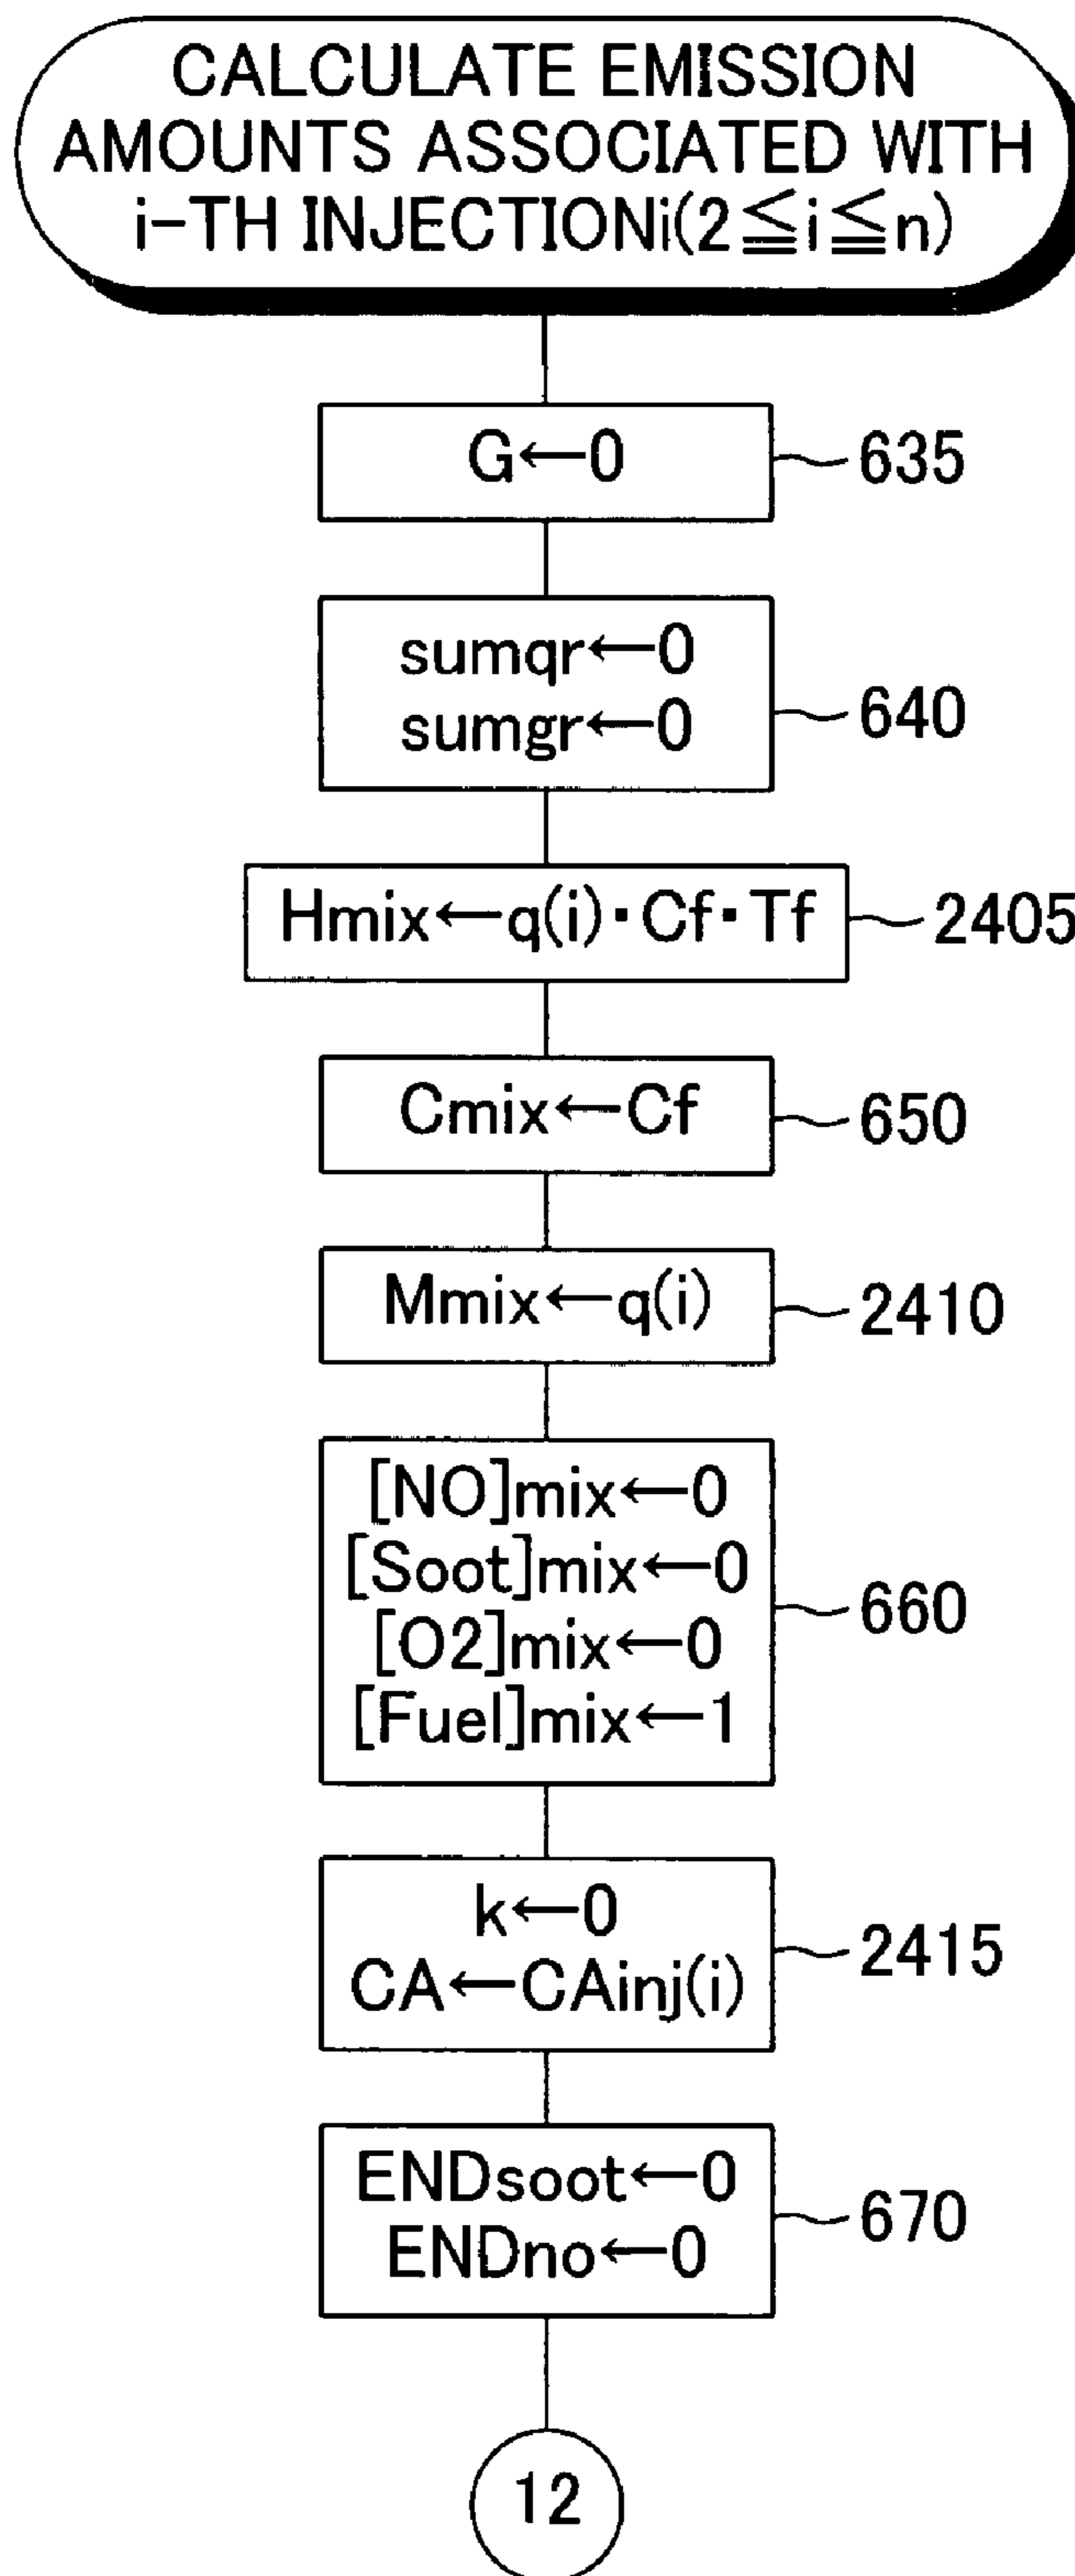 CALCULATE EMISSION
AMOUNTS ASSOCIATED WITH
i-TH INJECTIONi(2≦i≦n)
G←0
635
sumqr←0
sumgr←0
640
Hmix←q(i)·Cf·Tf
2405
Cmix←Cf
650
Mmix←q(i)
2410
[NO]mix←0
[Soot]mix←0
[O2]mix←0
[Fuel]mix←1
660
k←0
CA←CAinj(i)
2415
ENDsoot←0
ENDno←0
670
12